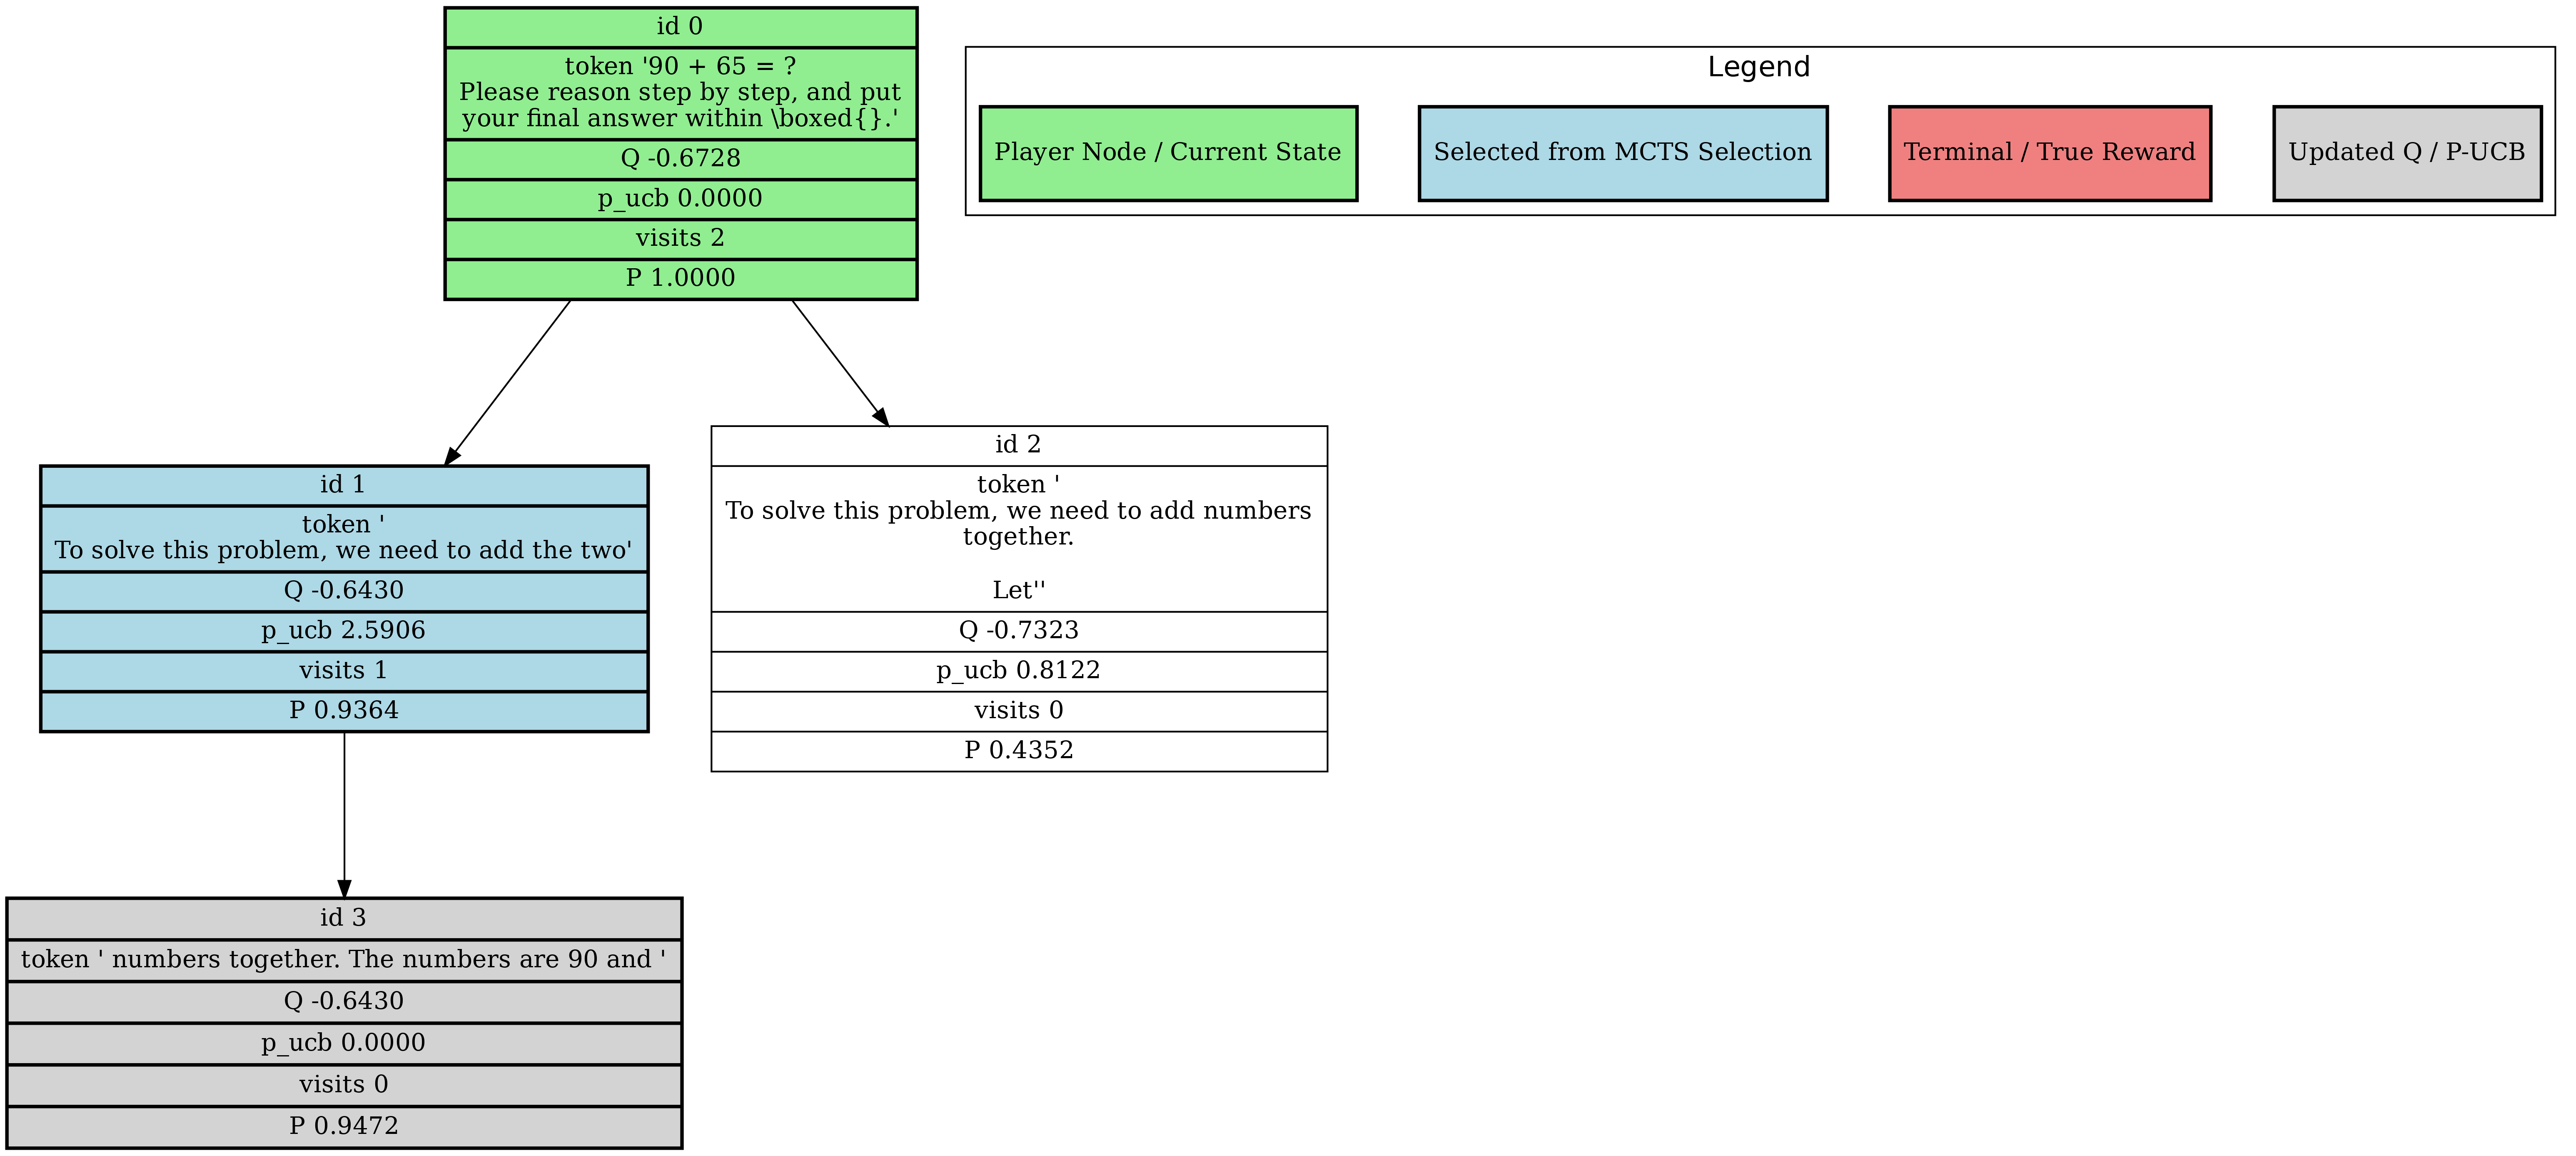 id 0
token '90 + 65 = ?
Please reason step by step, and put
your final answer within \boxed{}.'
Q -0.6728
p_ucb 0.0000
visits 2
P 1.0000
Legend
Player Node / Current State
Selected from MCTS Selection
Terminal / True Reward
Updated Q / P-UCB
id 1
token '
To solve this problem, we need to add the two'
Q -0.6430
p_ucb 2.5906
visits 1
P 0.9364
id 2
token '
To solve this problem, we need to add numbers
together.
Let''
Q -0.7323
p_ucb 0.8122
visits 0
P 0.4352
id 3
token ' numbers together. The numbers are 90 and '
Q -0.6430
p_ucb 0.0000
visits 0
P 0.9472